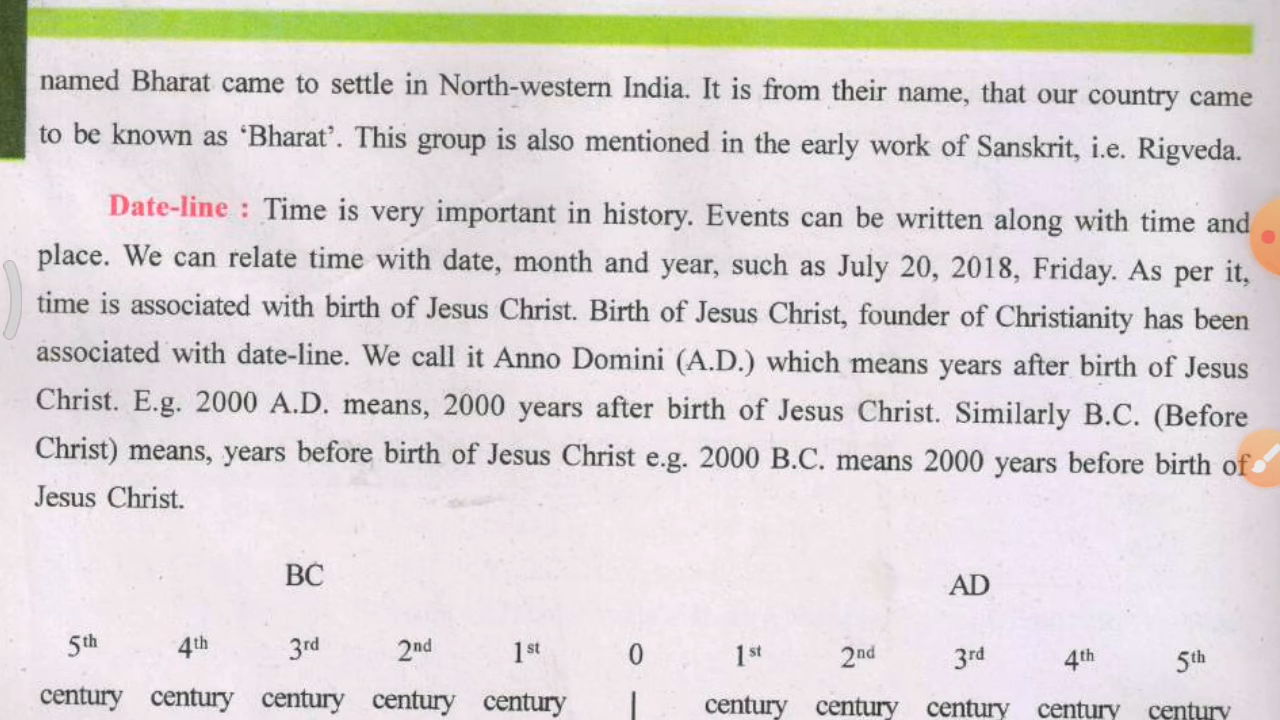 named Bharat came to settle in North-western India. It is from their name, that our country came
to be known as ‘Bharat’. This group is also mentioned in the early work of Sanskrit, i.e. Rigveda.
Date-line : Time is very important in history. Events can be written along with time and
place. We can relate time with date, month and year, such as July 20, 2018, Friday. As per it,
time is associated with birth of Jesus Christ. Birth of Jesus Christ, founder of Christianity has been
associated with date-line. We call it Anno Domini (A.D.) which means years after birth of Jesus
Christ. E.g. 2000 A.D. means, 2000 years after birth of Jesus Christ. Similarly B.C. (Before
Christ) means, years before birth of Jesus Christ e.g. 2000 B.C. means 2000 years before birth of
Jesus Christ.
BC AD
5th 4th 3rd 2nd 1st 0 1st 2nd 3rd 4th 5th
century century century century century century century century century century